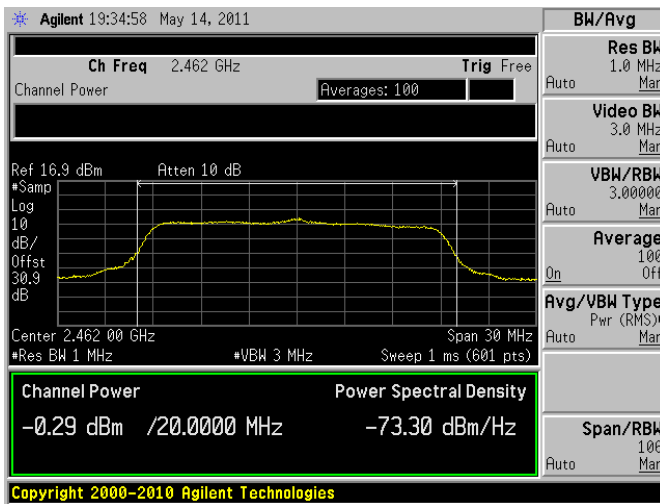 Agilent 19:34:58 May 14, 2011
BW/Avg
Ch Freq 2.462 GHz Trig Free
Channel Power Averages: 100
Ref 16.9 dBm Atten 10 dB
#Samp
Log
10
dB/
Offst
30.9
dB
Center 2.462 00 GHz Span 30 MHz
#Res BW 1 MHz #VBW 3 MHz Sweep 1 ms (601 pts)
Channel Power Power Spectral Density
-0.29 dBm /20.0000 MHz -73.30 dBm/Hz
Copyright 2000-2010 Agilent Technologies
Res BW
1.0 MHz
Auto Man
Video BW
3.0 MHz
Auto Man
VBW/RBW
3.00000
Auto Man
Average
100
On Off
Avg/VBW Type
Pwr (RMS)
Auto Man
Span/RBW
106
Auto Man